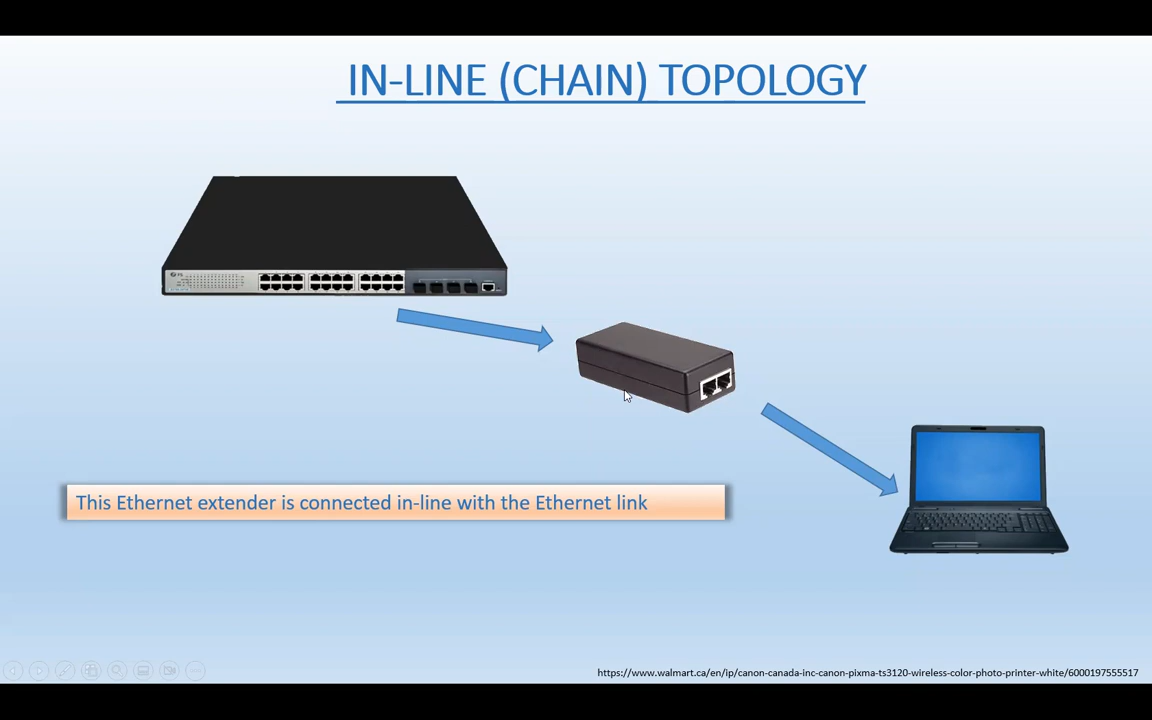 IN-LINE (CHAIN) TOPOLOGY
This Ethernet extender is connected in-line with the Ethernet link
https://www.walmart.ca/en/ip/canon-canada-inc-canon-pixma-ts3120-wireless-color-photo-printer-white/6000197555517